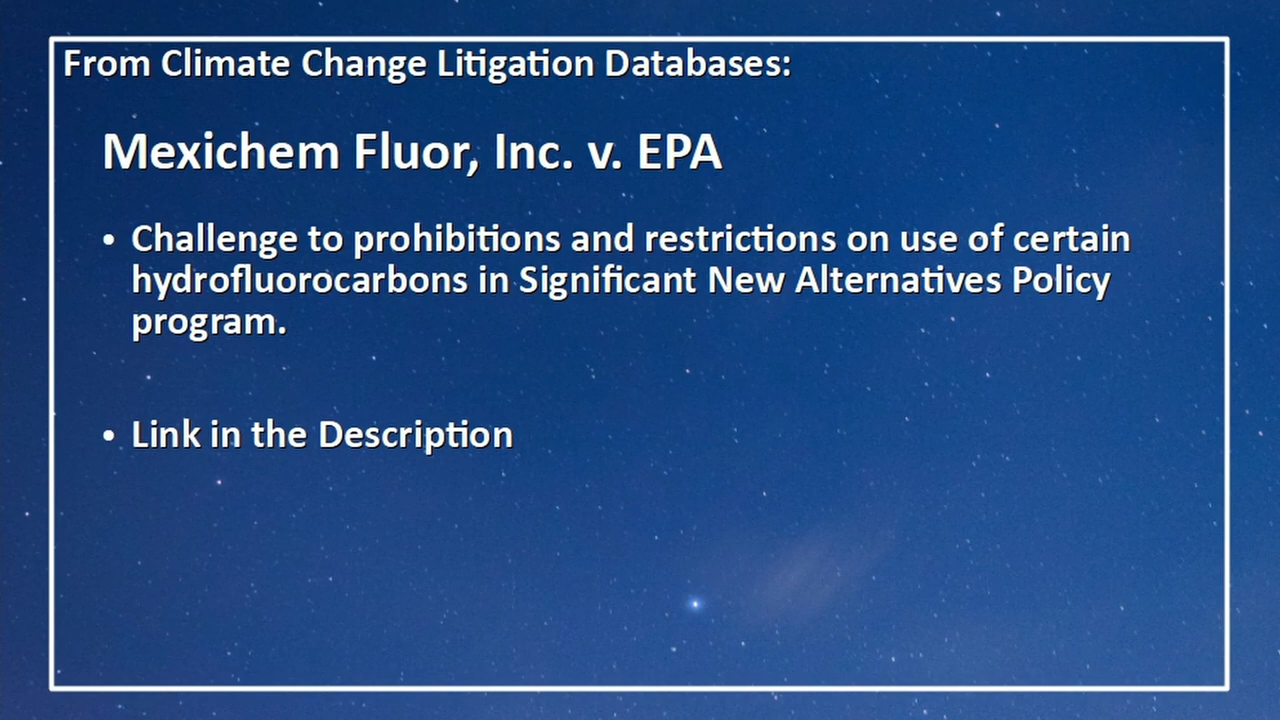 From Climate Change Litigation Databases:
Mexichem Fluor, Inc. v. EPA
• Challenge to prohibitions and restrictions on use of certain
hydrofluorocarbons in Significant New Alternatives Policy
program.
• Link in the Description